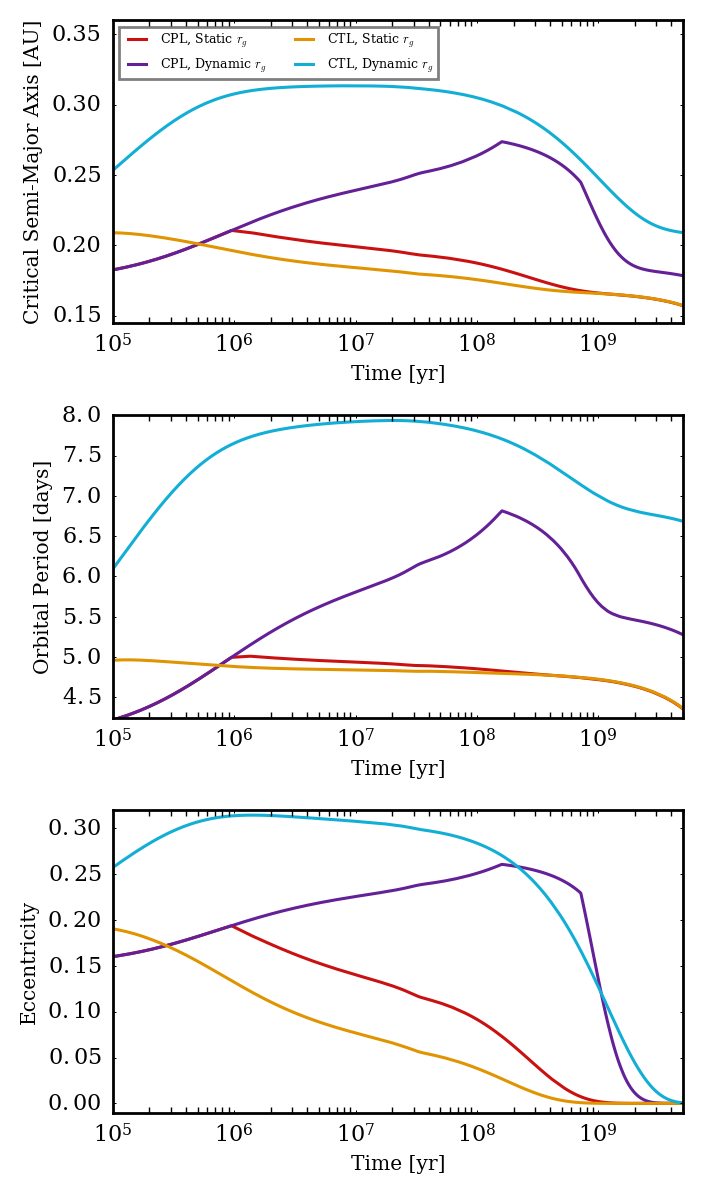 Critical Semi-Major Axis [AU]
0.35
0.30
0.25
0.20
0.15
CPL, Static r_g
CTL, Static r_g
CPL, Dynamic r_g
CTL, Dynamic r_g
10^5 10^6 10^7 10^8 10^9
Time [yr]
Orbital Period [days]
8.0
7.5
7.0
6.5
6.0
5.5
5.0
4.5
10^5 10^6 10^7 10^8 10^9
Time [yr]
Eccentricity
0.30
0.25
0.20
0.15
0.10
0.05
0.00
10^5 10^6 10^7 10^8 10^9
Time [yr]